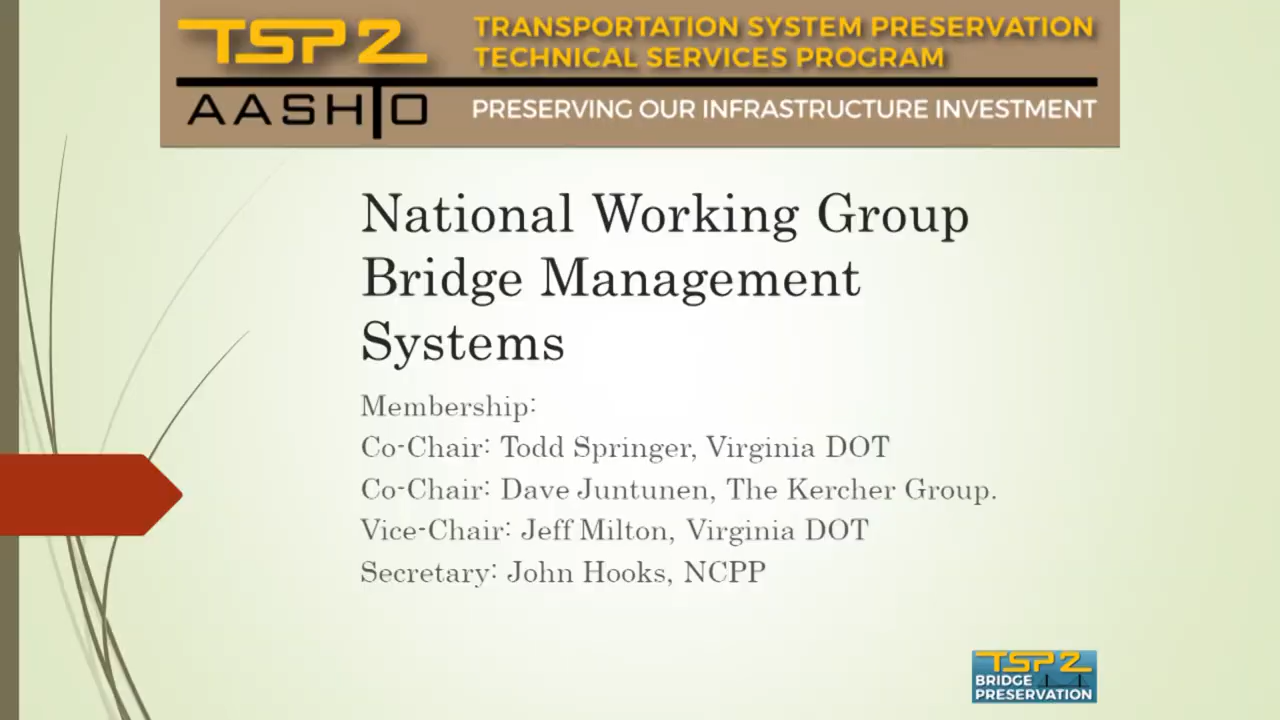 TSP2
TRANSPORTATION SYSTEM PRESERVATION
TECHNICAL SERVICES PROGRAM
AASHTO
PRESERVING OUR INFRASTRUCTURE INVESTMENT
National Working Group
Bridge Management
Systems
Membership:
Co-Chair: Todd Springer, Virginia DOT
Co-Chair: Dave Juntunen, The Kercher Group.
Vice-Chair: Jeff Milton, Virginia DOT
Secretary: John Hooks, NCPP
TSP2
BRIDGE
PRESERVATION